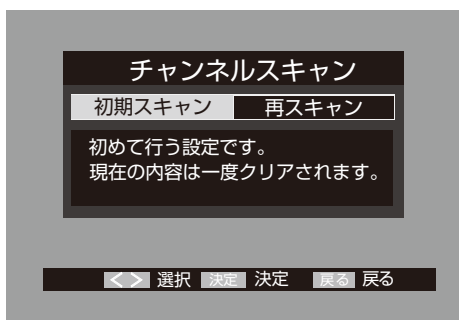 チャンネルスキャン
初期スキャン 再スキャン
初めて行う設定です。
現在の内容は一度クリアされます。
＜＞ 選択 決定 決定 戻る 戻る